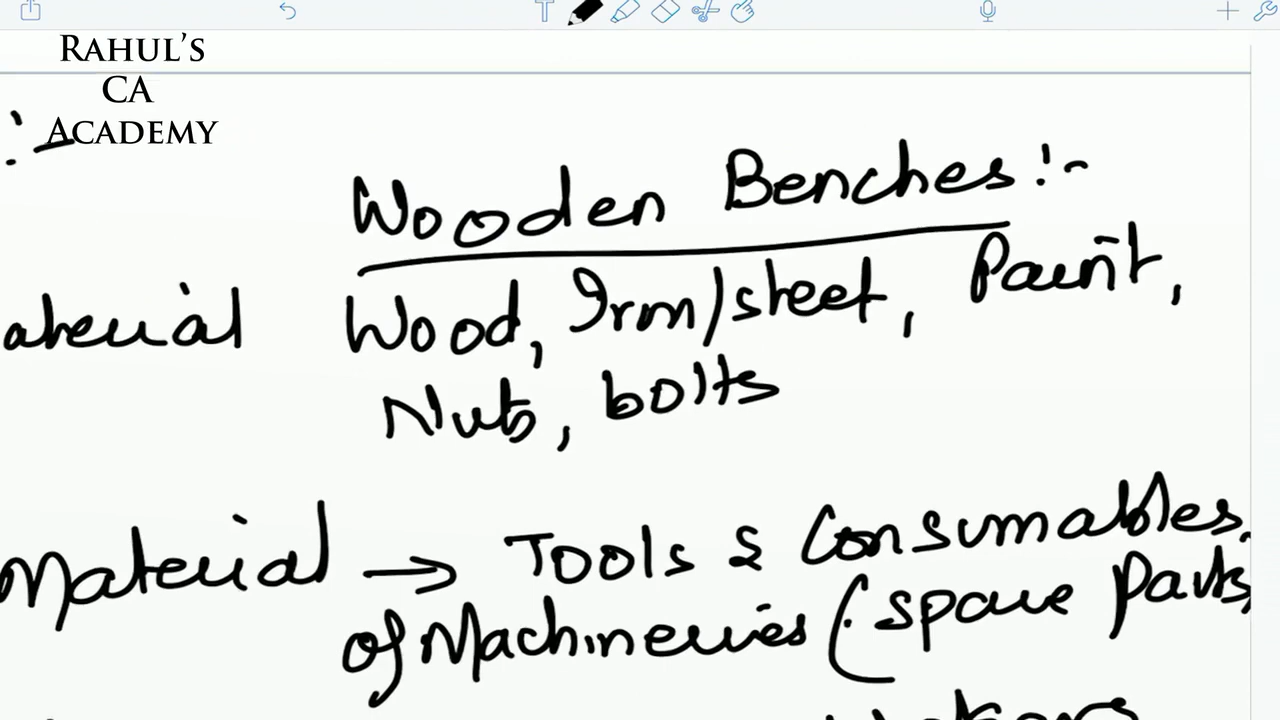 RAHUL'S
CA
ACADEMY
:-
Wooden Benches:-
aterial Wood, Iron/steel, Paint,
Nuts, bolts
Material → Tools & Consumables
of Machineries (spare parts,